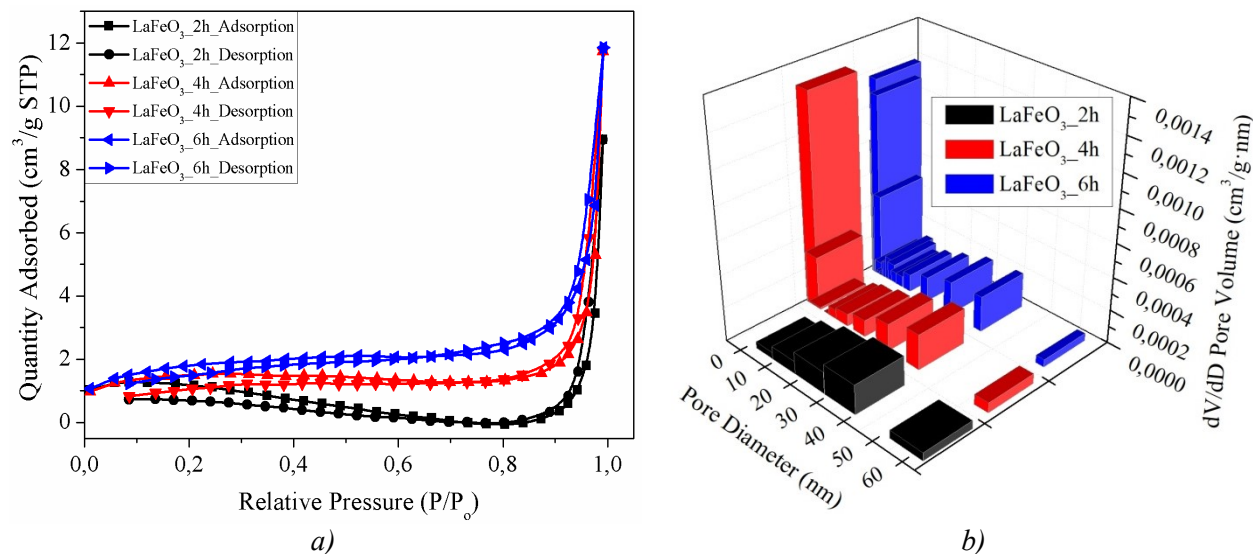 LaFeO₃_2h_Adsorption
LaFeO₃_2h_Desorption
LaFeO₃_4h_Adsorption
LaFeO₃_4h_Desorption
LaFeO₃_6h_Adsorption
LaFeO₃_6h_Desorption
Quantity Adsorbed (cm³/g STP)
12
10
8
6
4
2
0
0,0 0,2 0,4 0,6 0,8 1,0
Relative Pressure (P/Pₒ)
a)
LaFeO₃_2h
LaFeO₃_4h
LaFeO₃_6h
0,0014
0,0012
0,0010
0,0008
0,0006
0,0004
0,0002
0,0000
dV/dD Pore Volume (cm³/g·nm)
0
10
20
30
40
50
60
Pore Diameter (nm)
b)